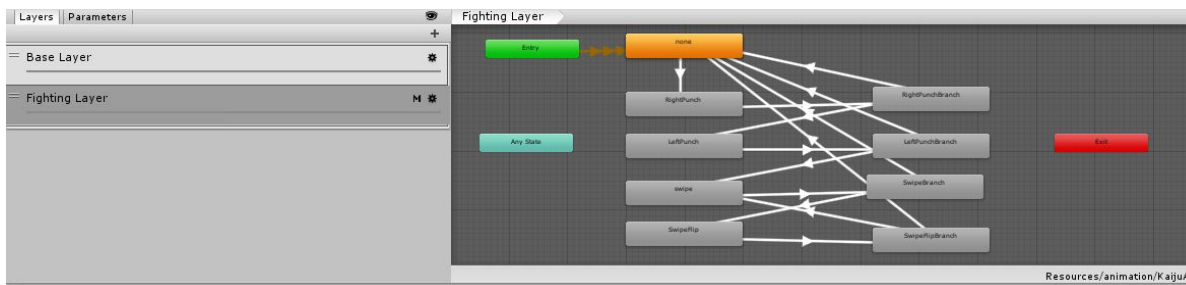 Layers Parameters
Fighting Layer
Base Layer
Fighting Layer M
Entry
none
RightPunch
RightPunchBranch
Any State
LeftPunch
LeftPunchBranch
Exit
swipe
SwipeBranch
SwipeFlip
SwipeFlipBranch
Resources/animation/KaijuA